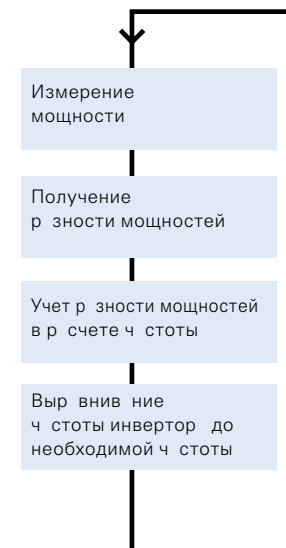 Измерение
мощности
Получение
р зности мощностей
Учет р зности мощностей
в р счете ч стоты
Выр внив ние
ч стоты инвертор до
необходимой ч стоты